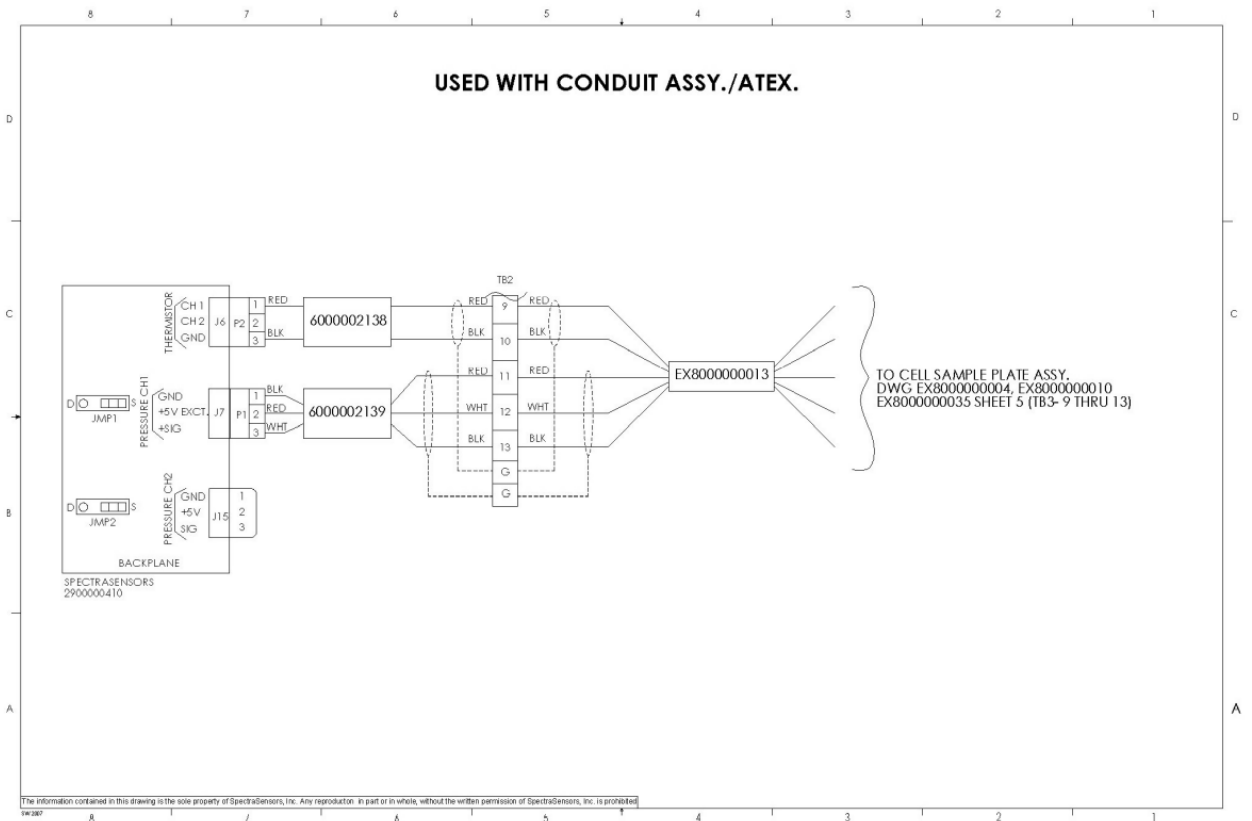 8 7 6 5 4 3 2 1
USED WITH CONDUIT ASSY./ATEX.
D D
C C
B B
A A
TB2
THERMISTOR
CH 1
CH 2
GND
J6 P2
1 RED
2
3 BLK
6000002138
RED 9 RED
BLK 10 BLK
RED 11 RED
WHT 12 WHT
BLK 13 BLK
G
G
EX8000000013
TO CELL SAMPLE PLATE ASSY.
DWG EX8000000004, EX8000000010
EX8000000035 SHEET 5 (TB3- 9 THRU 13)
D S
JMP1
PRESSURE CH1
GND
+5V EXCT.
+SIG
J7 P1
1 BLK
2 RED
3 WHT
6000002139
D S
JMP2
PRESSURE CH2
GND 1
+5V 2
SIG 3
J15
BACKPLANE
SPECTRASENSORS
2900000410
The information contained in this drawing is the sole property of SpectraSensors, Inc. Any reproducton in part or in whole, without the written permission of SpectraSensors, Inc. is prohibited
SW 2007
8 7 6 5 4 3 2 1